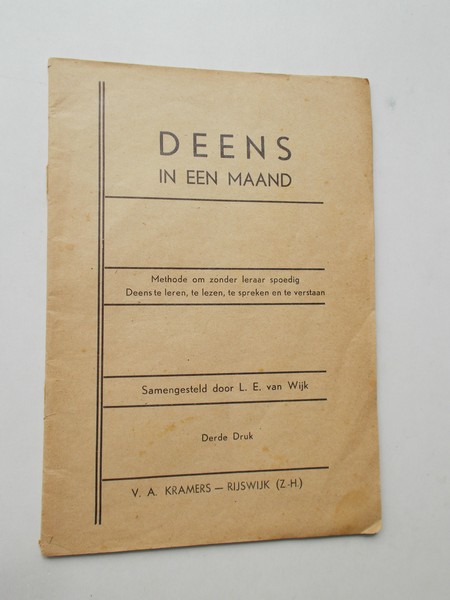 DEENS
IN EEN MAAND
Methode om zonder leraar spoedig
Deens te leren, te lezen, te spreken en te verstaan
Samengesteld door L. E. van Wijk
Derde Druk
V. A. KRAMERS — RIJSWIJK (Z.-H.)